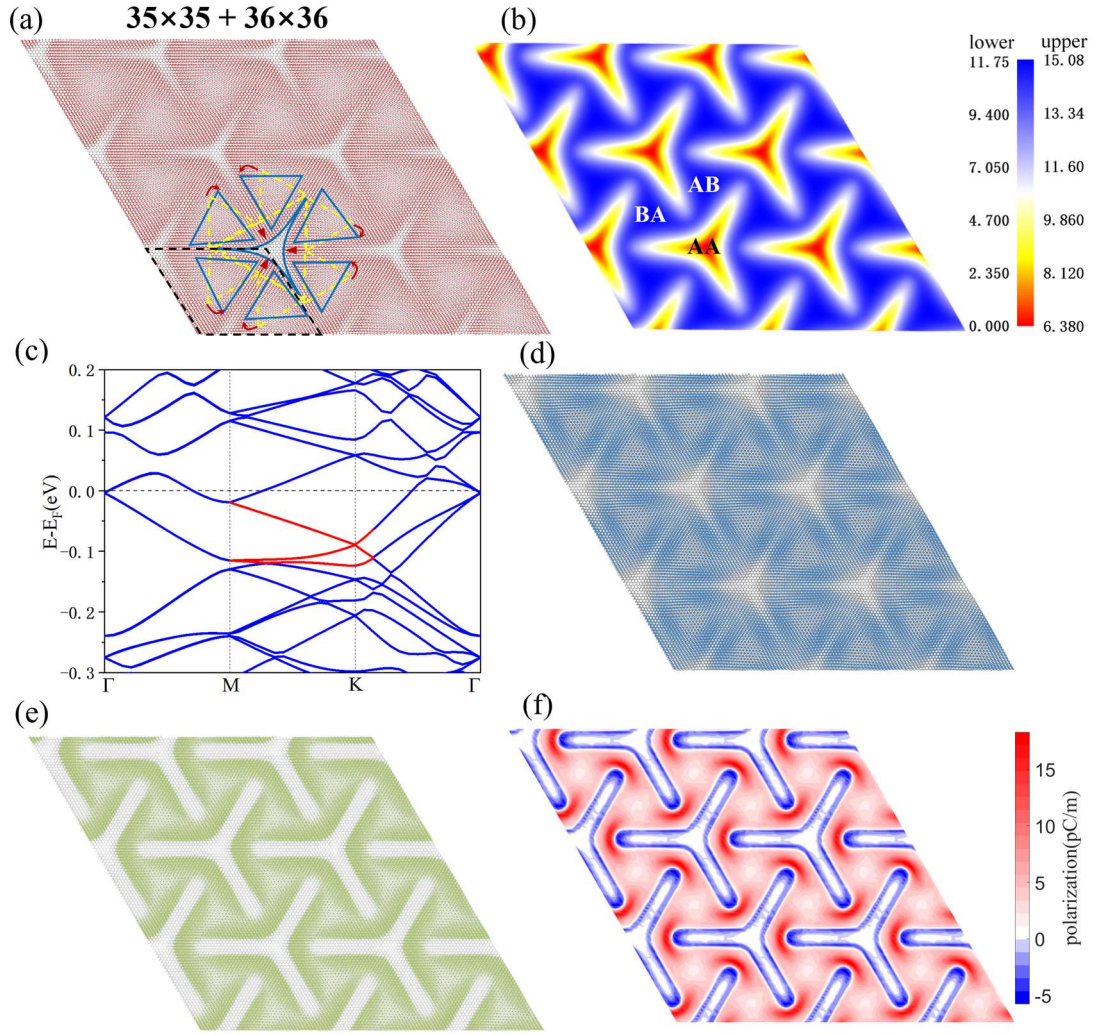 (a)
35×35 + 36×36
(b)
lower upper
11.75 15.08
9.400 13.34
7.050 11.60
4.700 9.860
2.350 8.120
0.000 6.380
AB
BA
AA
(c)
E-E_F(eV)
0.2
0.1
0.0
−0.1
−0.2
−0.3
Γ M K Γ
(d)
(e)
(f)
15
10
5
0
-5
polarization(pC/m)